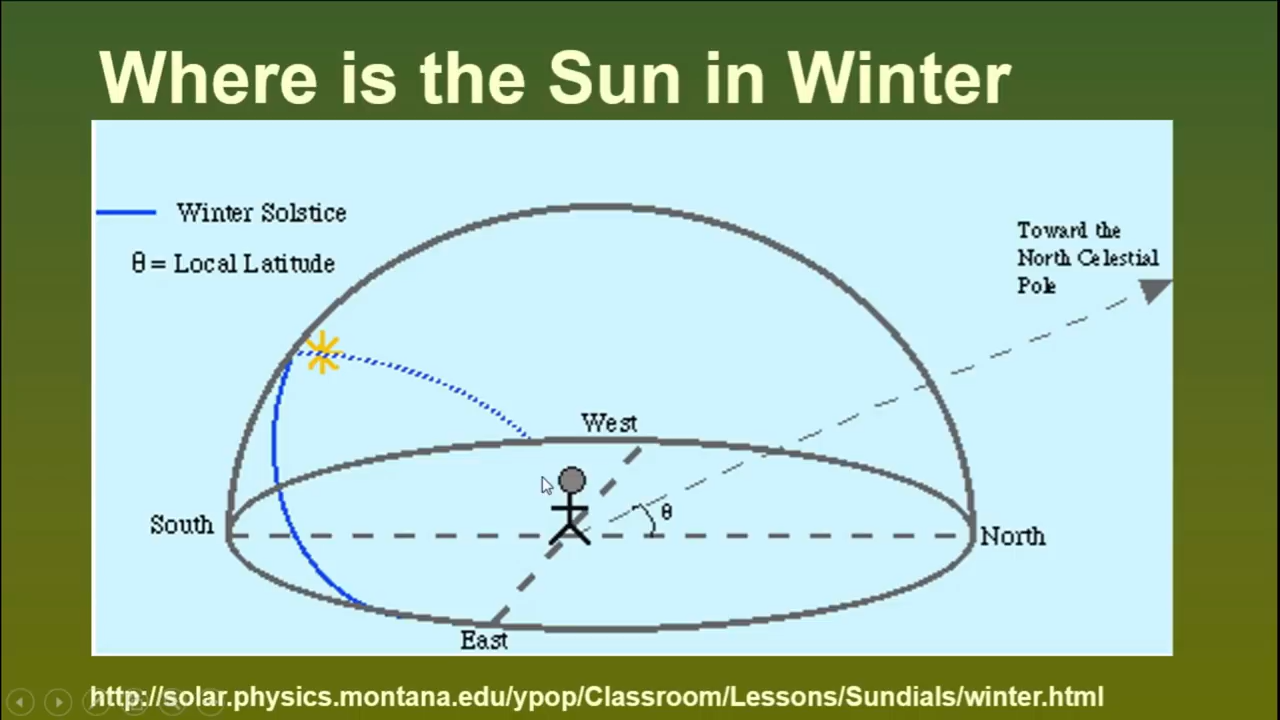 Where is the Sun in Winter
Winter Solstice
θ = Local Latitude
Toward the
North Celestial
Pole
West
South
θ
North
East
http://solar.physics.montana.edu/ypop/Classroom/Lessons/Sundials/winter.html